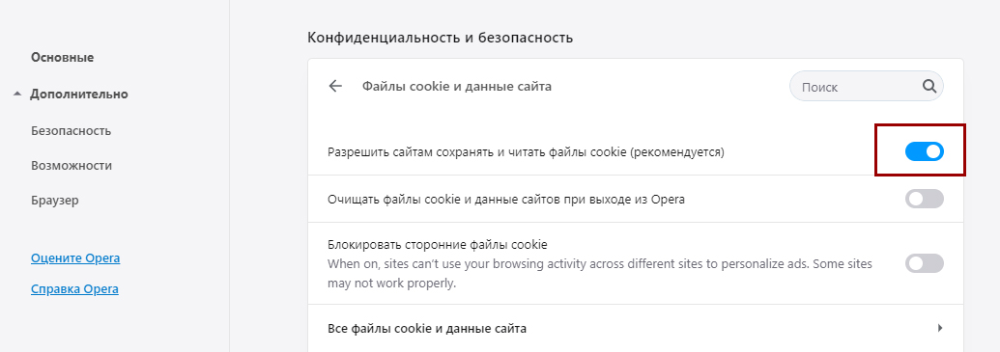 Основные
Дополнительно
Безопасность
Возможности
Браузер
Оцените Opera
Справка Opera
Конфиденциальность и безопасность
Файлы cookie и данные сайта
Поиск
Разрешить сайтам сохранять и читать файлы cookie (рекомендуется)
Очищать файлы cookie и данные сайтов при выходе из Opera
Блокировать сторонние файлы cookie
When on, sites can't use your browsing activity across different sites to personalize ads. Some sites
may not work properly.
Все файлы cookie и данные сайта